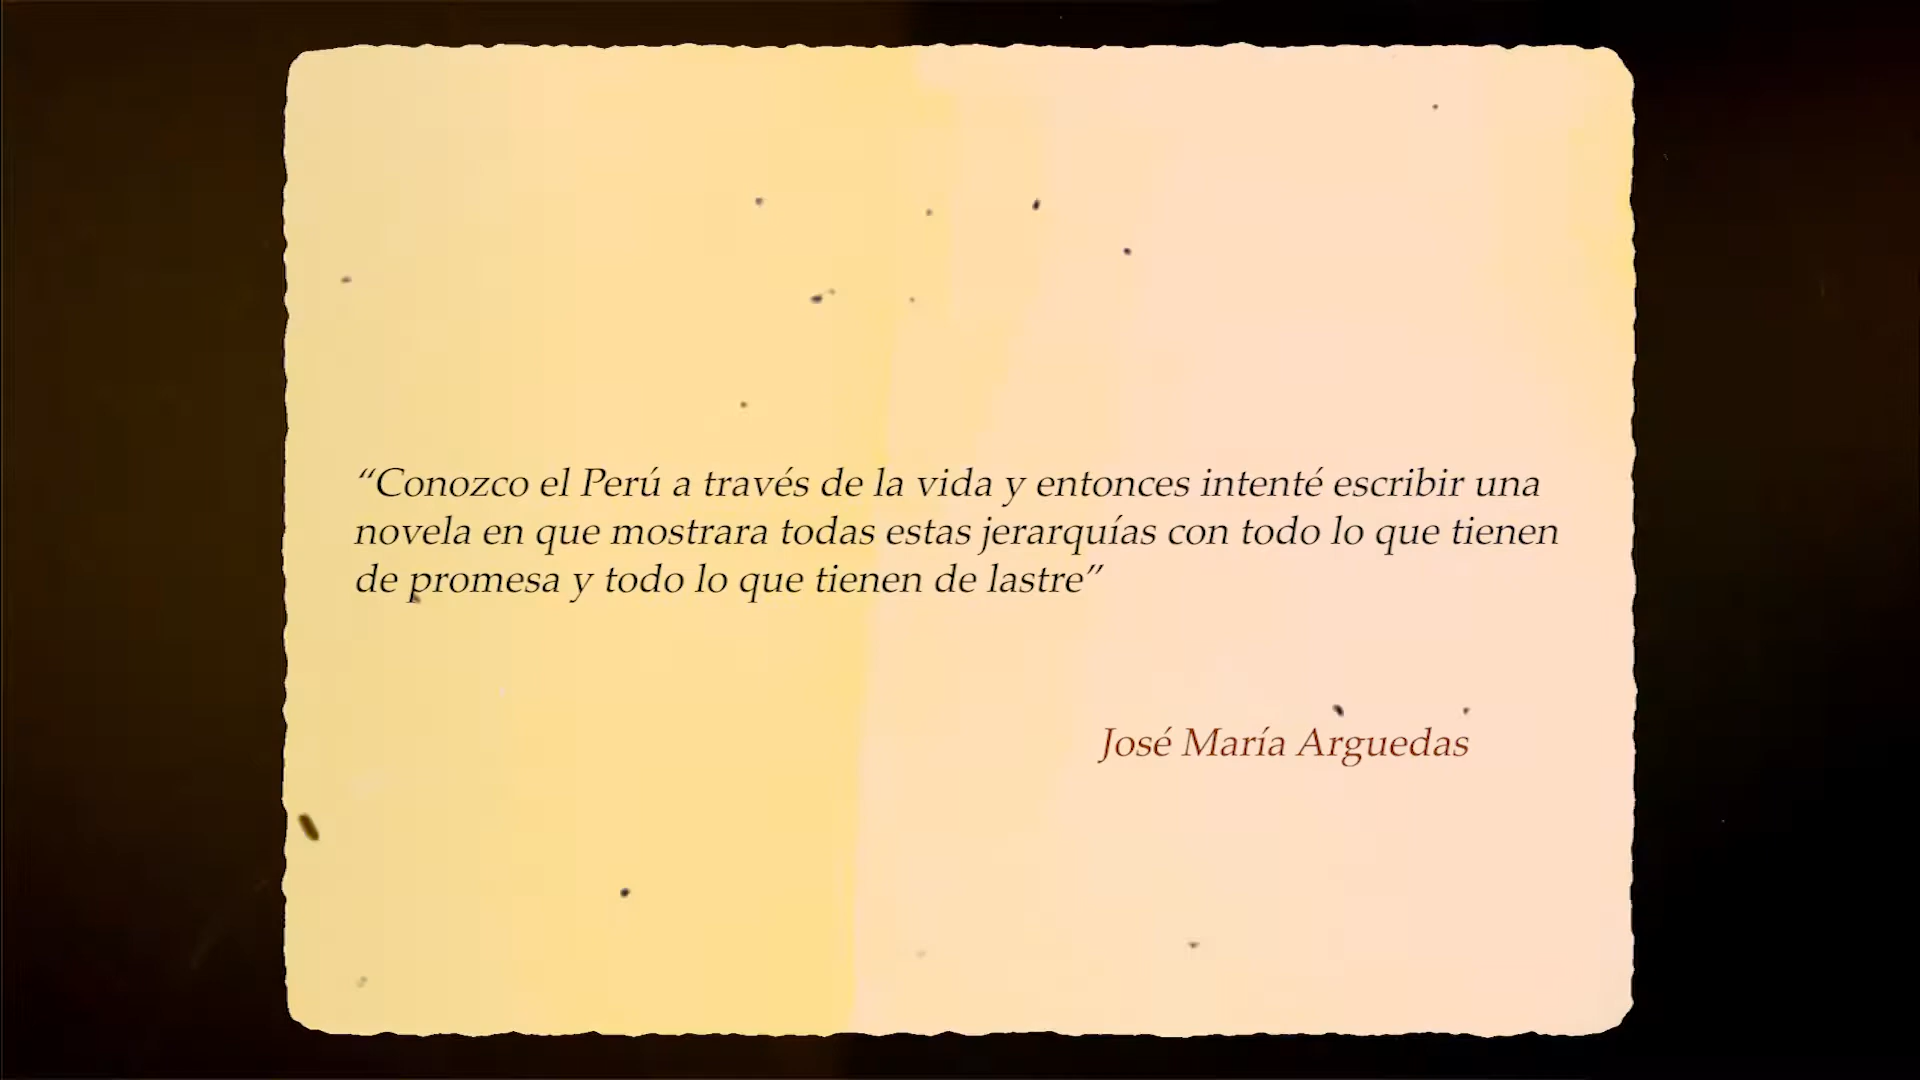 “Conozco el Perú a través de la vida y entonces intenté escribir una
novela en que mostrara todas estas jerarquías con todo lo que tienen
de promesa y todo lo que tienen de lastre”
José María Arguedas